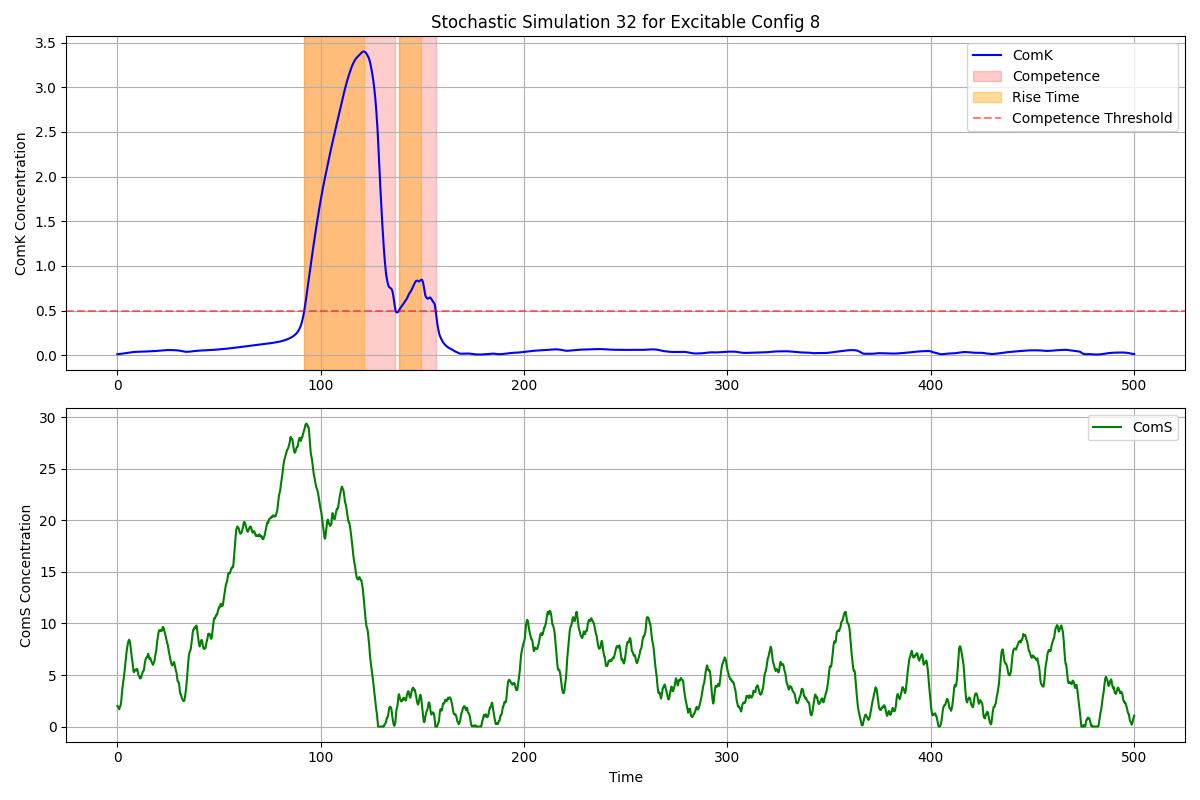 Stochastic Simulation 32 for Excitable Config 8
ComK Concentration
3.5
3.0
2.5
2.0
1.5
1.0
0.5
0.0
ComK
Competence
Rise Time
Competence Threshold
0 100 200 300 400 500
ComS Concentration
30
25
20
15
10
5
0
ComS
0 100 200 300 400 500
Time